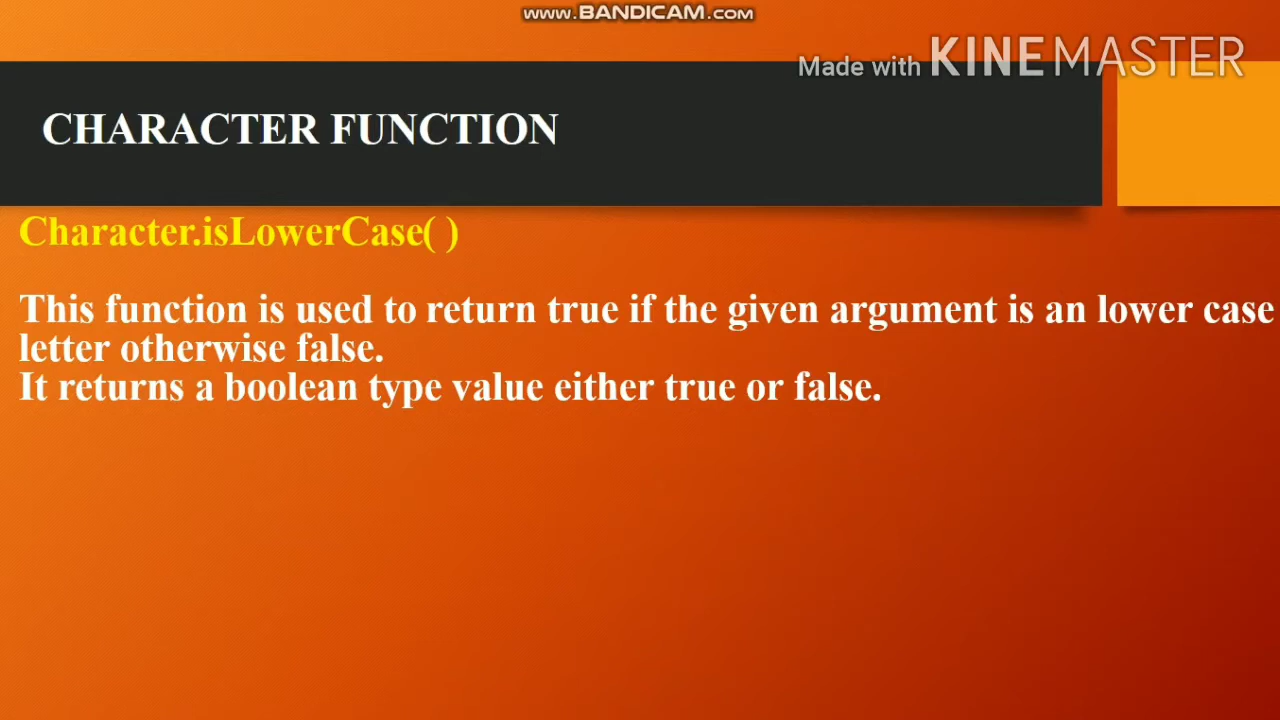 www.BANDICAM.com
Made with KINEMASTER
CHARACTER FUNCTION
Character.isLowerCase( )
This function is used to return true if the given argument is an lower case
letter otherwise false.
It returns a boolean type value either true or false.